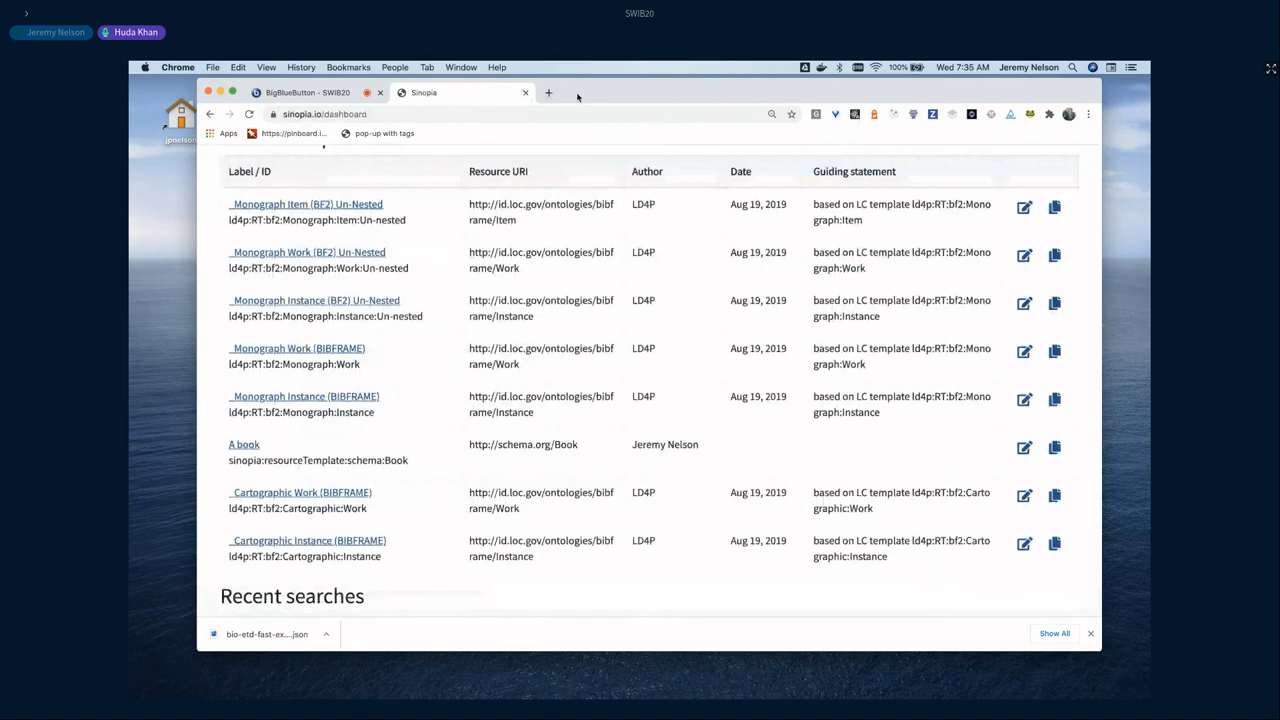 SWIB20
Jeremy Nelson
Huda Khan
Chrome File Edit View History Bookmarks People Tab Window Help
100%
Wed 7:35 AM Jeremy Nelson
BigBlueButton - SWIB20
Sinopia
sinopia.io/dashboard
Apps
https://pinboard.i...
pop-up with tags
jpnelson
Label / ID Resource URI Author Date Guiding statement
_Monograph Item (BF2) Un-Nested http://id.loc.gov/ontologies/bibf LD4P Aug 19, 2019 based on LC template ld4p:RT:bf2:Mono
ld4p:RT:bf2:Monograph:Item:Un-nested rame/Item graph:Item
_Monograph Work (BF2) Un-Nested http://id.loc.gov/ontologies/bibf LD4P Aug 19, 2019 based on LC template ld4p:RT:bf2:Mono
ld4p:RT:bf2:Monograph:Work:Un-nested rame/Work graph:Work
_Monograph Instance (BF2) Un-Nested http://id.loc.gov/ontologies/bibf LD4P Aug 19, 2019 based on LC template ld4p:RT:bf2:Mono
ld4p:RT:bf2:Monograph:Instance:Un-nested rame/Instance graph:Instance
_Monograph Work (BIBFRAME) http://id.loc.gov/ontologies/bibf LD4P Aug 19, 2019 based on LC template ld4p:RT:bf2:Mono
ld4p:RT:bf2:Monograph:Work rame/Work graph:Work
_Monograph Instance (BIBFRAME) http://id.loc.gov/ontologies/bibf LD4P Aug 19, 2019 based on LC template ld4p:RT:bf2:Mono
ld4p:RT:bf2:Monograph:Instance rame/Instance graph:Instance
A book http://schema.org/Book Jeremy Nelson
sinopia:resourceTemplate:schema:Book
_Cartographic Work (BIBFRAME) http://id.loc.gov/ontologies/bibf LD4P Aug 19, 2019 based on LC template ld4p:RT:bf2:Carto
ld4p:RT:bf2:Cartographic:Work rame/Work graphic:Work
_Cartographic Instance (BIBFRAME) http://id.loc.gov/ontologies/bibf LD4P Aug 19, 2019 based on LC template ld4p:RT:bf2:Carto
ld4p:RT:bf2:Cartographic:Instance rame/Instance graphic:Instance
Recent searches
bio-etd-fast-ex....json
Show All